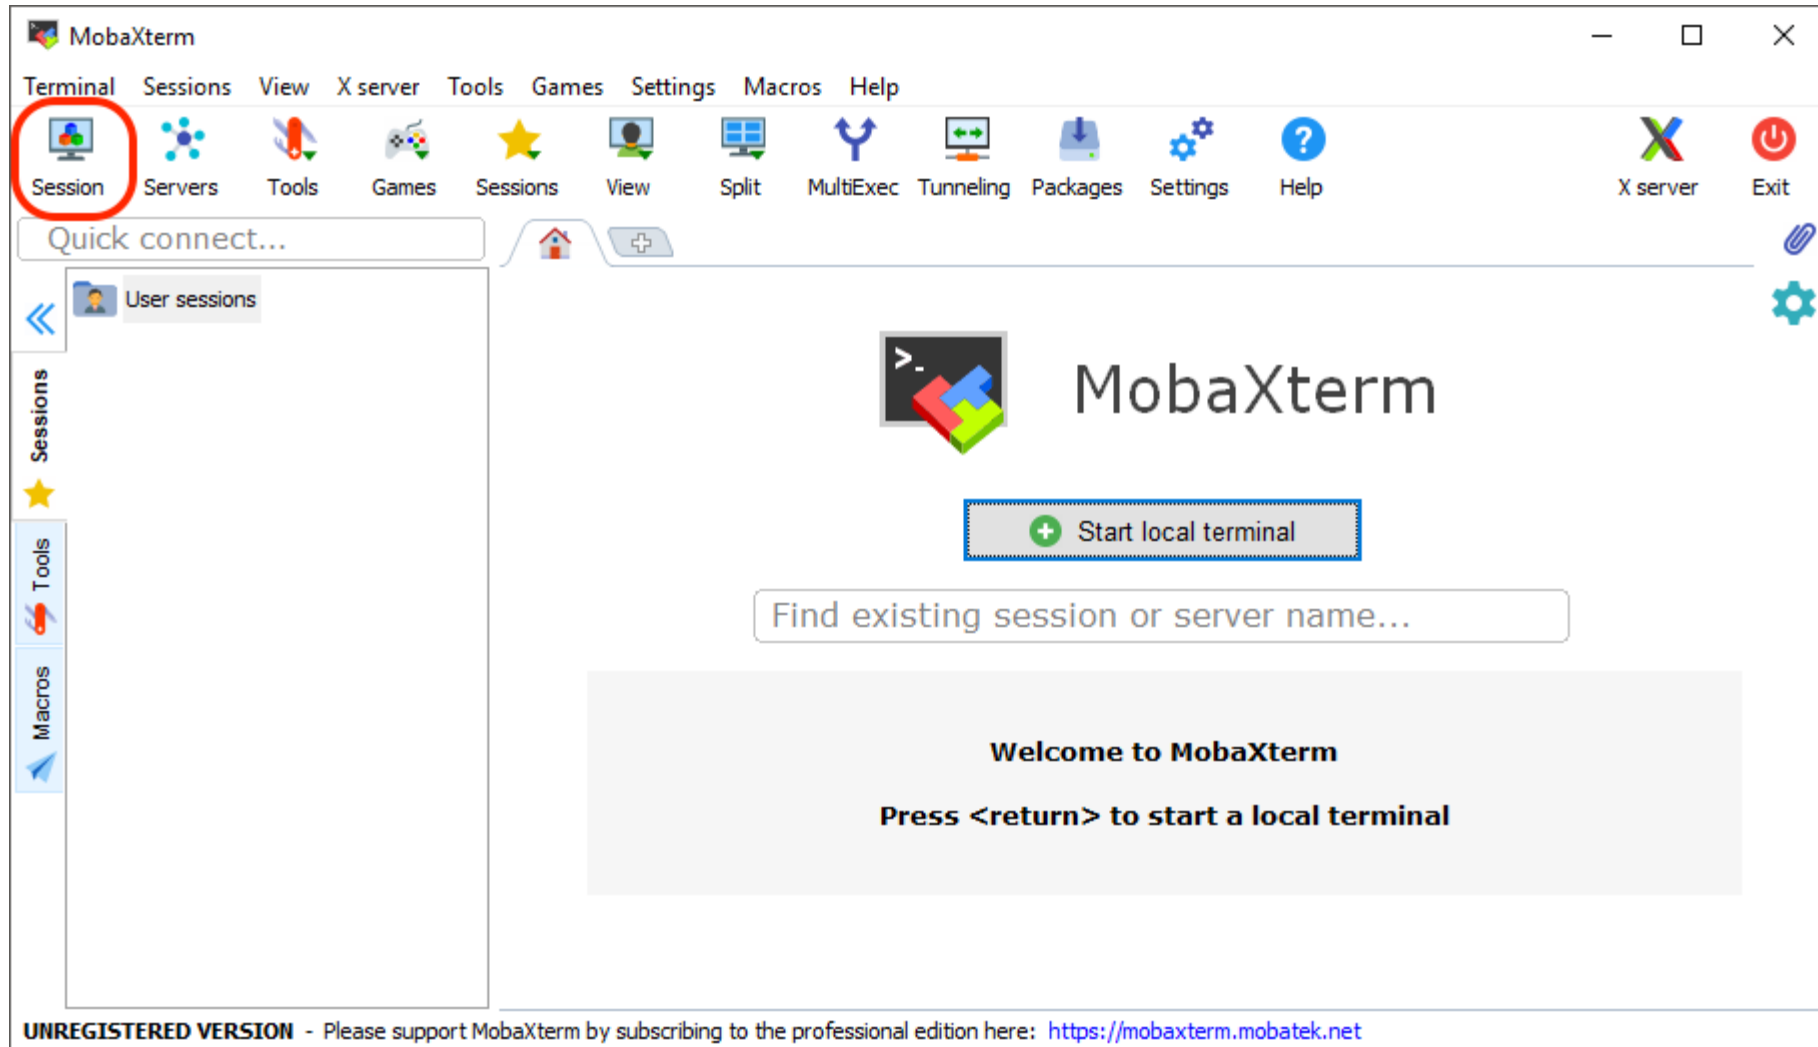 MobaXterm
Terminal Sessions View X server Tools Games Settings Macros Help
Session Servers Tools Games Sessions View Split MultiExec Tunneling Packages Settings Help X server Exit
Quick connect...
User sessions
Sessions
Tools
Macros
>_
MobaXterm
Start local terminal
Find existing session or server name...
Welcome to MobaXterm
Press <return> to start a local terminal
UNREGISTERED VERSION - Please support MobaXterm by subscribing to the professional edition here: https://mobaxterm.mobatek.net